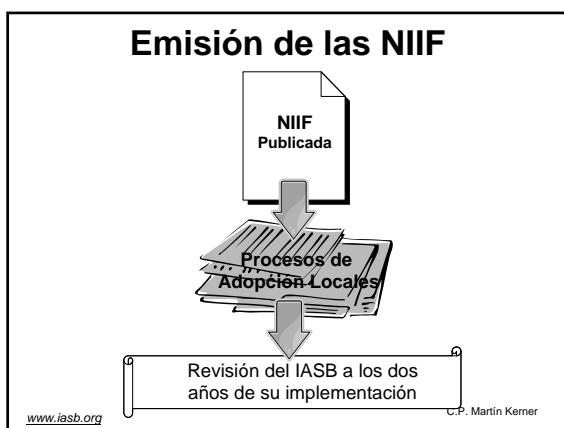 Emisión de las NIIF
NIIF
Publicada
Procesos de
Adopción Locales
Revisión del IASB a los dos
años de su implementación
www.iasb.org
C.P. Martín Kerner